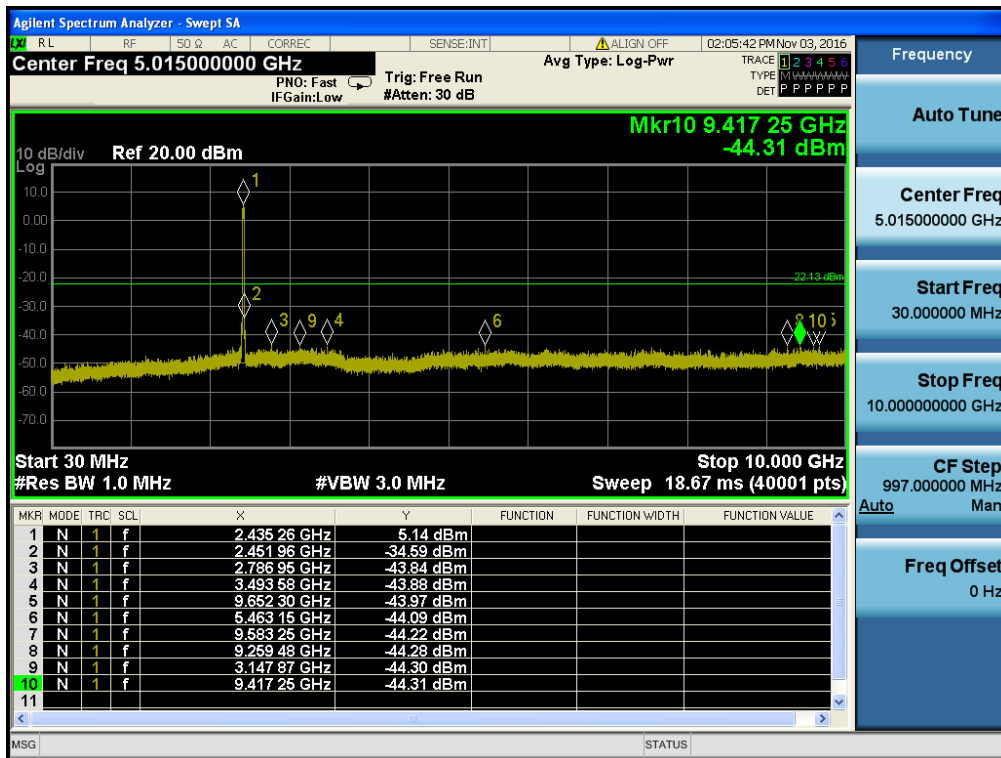 Agilent Spectrum Analyzer - Swept SA
LXI RL RF 50 Ω AC CORREC SENSE:INT ALIGN OFF 02:05:42 PM Nov 03, 2016
Center Freq 5.015000000 GHz
PNO: Fast
IFGain:Low
Trig: Free Run
#Atten: 30 dB
Avg Type: Log-Pwr
TRACE 1 2 3 4 5 6
TYPE M WWWWW
DET P P P P P P
Mkr10 9.417 25 GHz
-44.31 dBm
10 dB/div Ref 20.00 dBm
Log
10.0
0.00
-10.0
-20.0
-30.0
-40.0
-50.0
-60.0
-70.0
1
2
3 9 4
6
-22.13 dBm
8 10 5
Start 30 MHz Stop 10.000 GHz
#Res BW 1.0 MHz #VBW 3.0 MHz Sweep 18.67 ms (40001 pts)
MKR MODE TRC SCL X Y FUNCTION FUNCTION WIDTH FUNCTION VALUE
1 N 1 f 2.435 26 GHz 5.14 dBm
2 N 1 f 2.451 96 GHz -34.59 dBm
3 N 1 f 2.786 95 GHz -43.84 dBm
4 N 1 f 3.493 58 GHz -43.88 dBm
5 N 1 f 9.652 30 GHz -43.97 dBm
6 N 1 f 5.463 15 GHz -44.09 dBm
7 N 1 f 9.583 25 GHz -44.22 dBm
8 N 1 f 9.259 48 GHz -44.28 dBm
9 N 1 f 3.147 87 GHz -44.30 dBm
10 N 1 f 9.417 25 GHz -44.31 dBm
11
MSG STATUS
Frequency
Auto Tune
Center Freq
5.015000000 GHz
Start Freq
30.000000 MHz
Stop Freq
10.000000000 GHz
CF Step
997.000000 MHz
Auto Man
Freq Offset
0 Hz